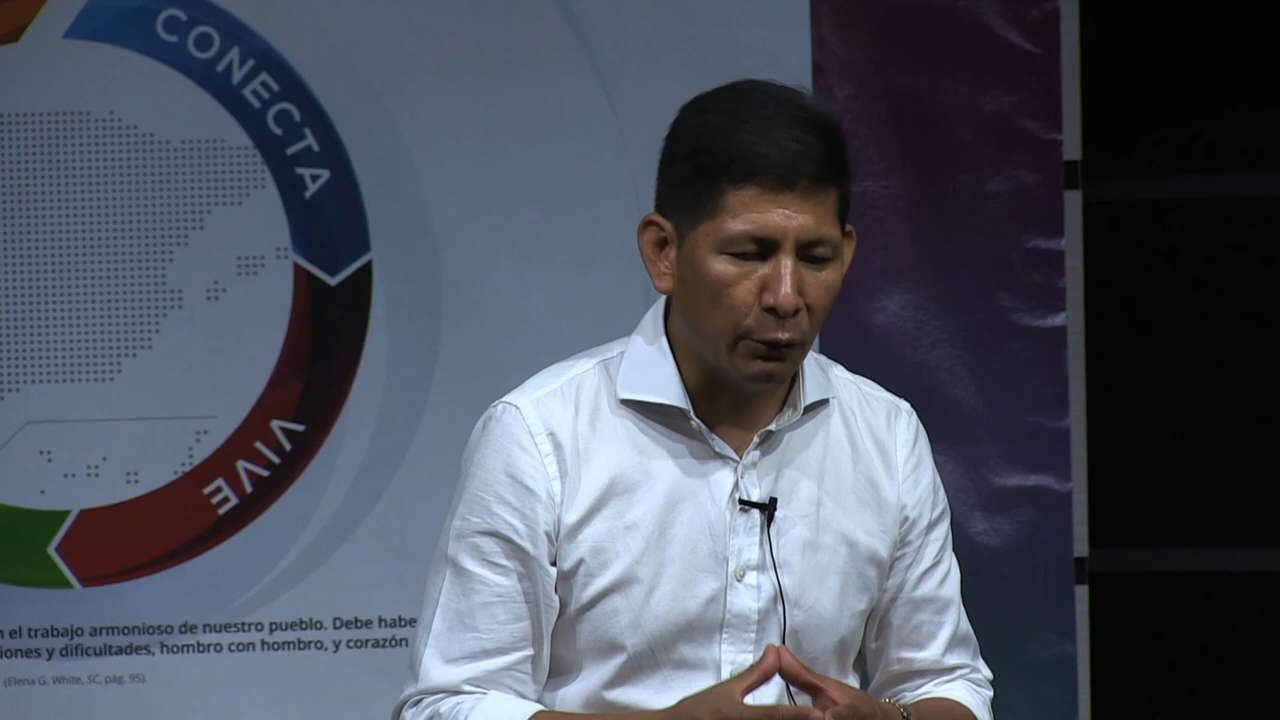 CONECTA
VIVE
el trabajo armonioso de nuestro pueblo. Debe habe
iones y dificultades, hombro con hombro, y corazón
(Elena G. White, SC, pág. 95).